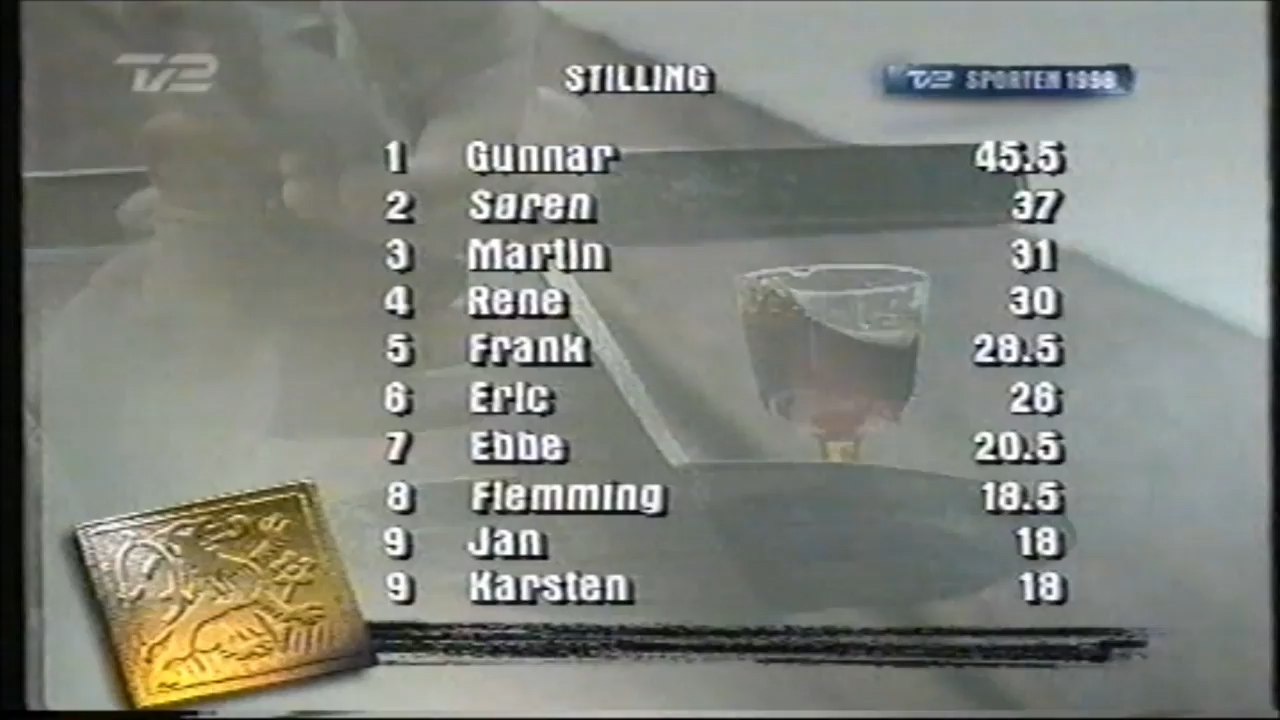 TV2
STILLING
TV2 SPORTEN 1998
1 Gunnar 45.5
2 Søren 37
3 Martin 31
4 Rene 30
5 Frank 28.5
6 Eric 26
7 Ebbe 20.5
8 Flemming 18.5
9 Jan 18
9 Karsten 18